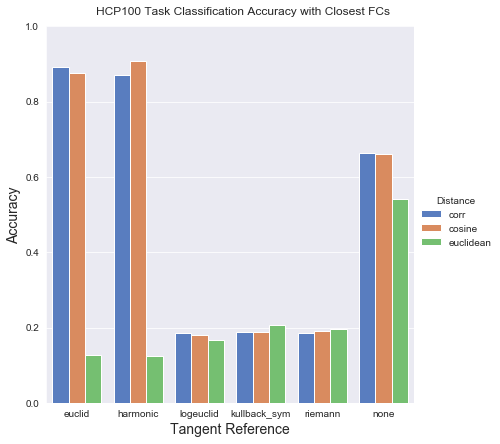 HCP100 Task Classification Accuracy with Closest FCs
1.0
0.8
0.6
0.4
0.2
0.0
Accuracy
euclid harmonic logeuclid kullback_sym riemann none
Tangent Reference
Distance
corr
cosine
euclidean